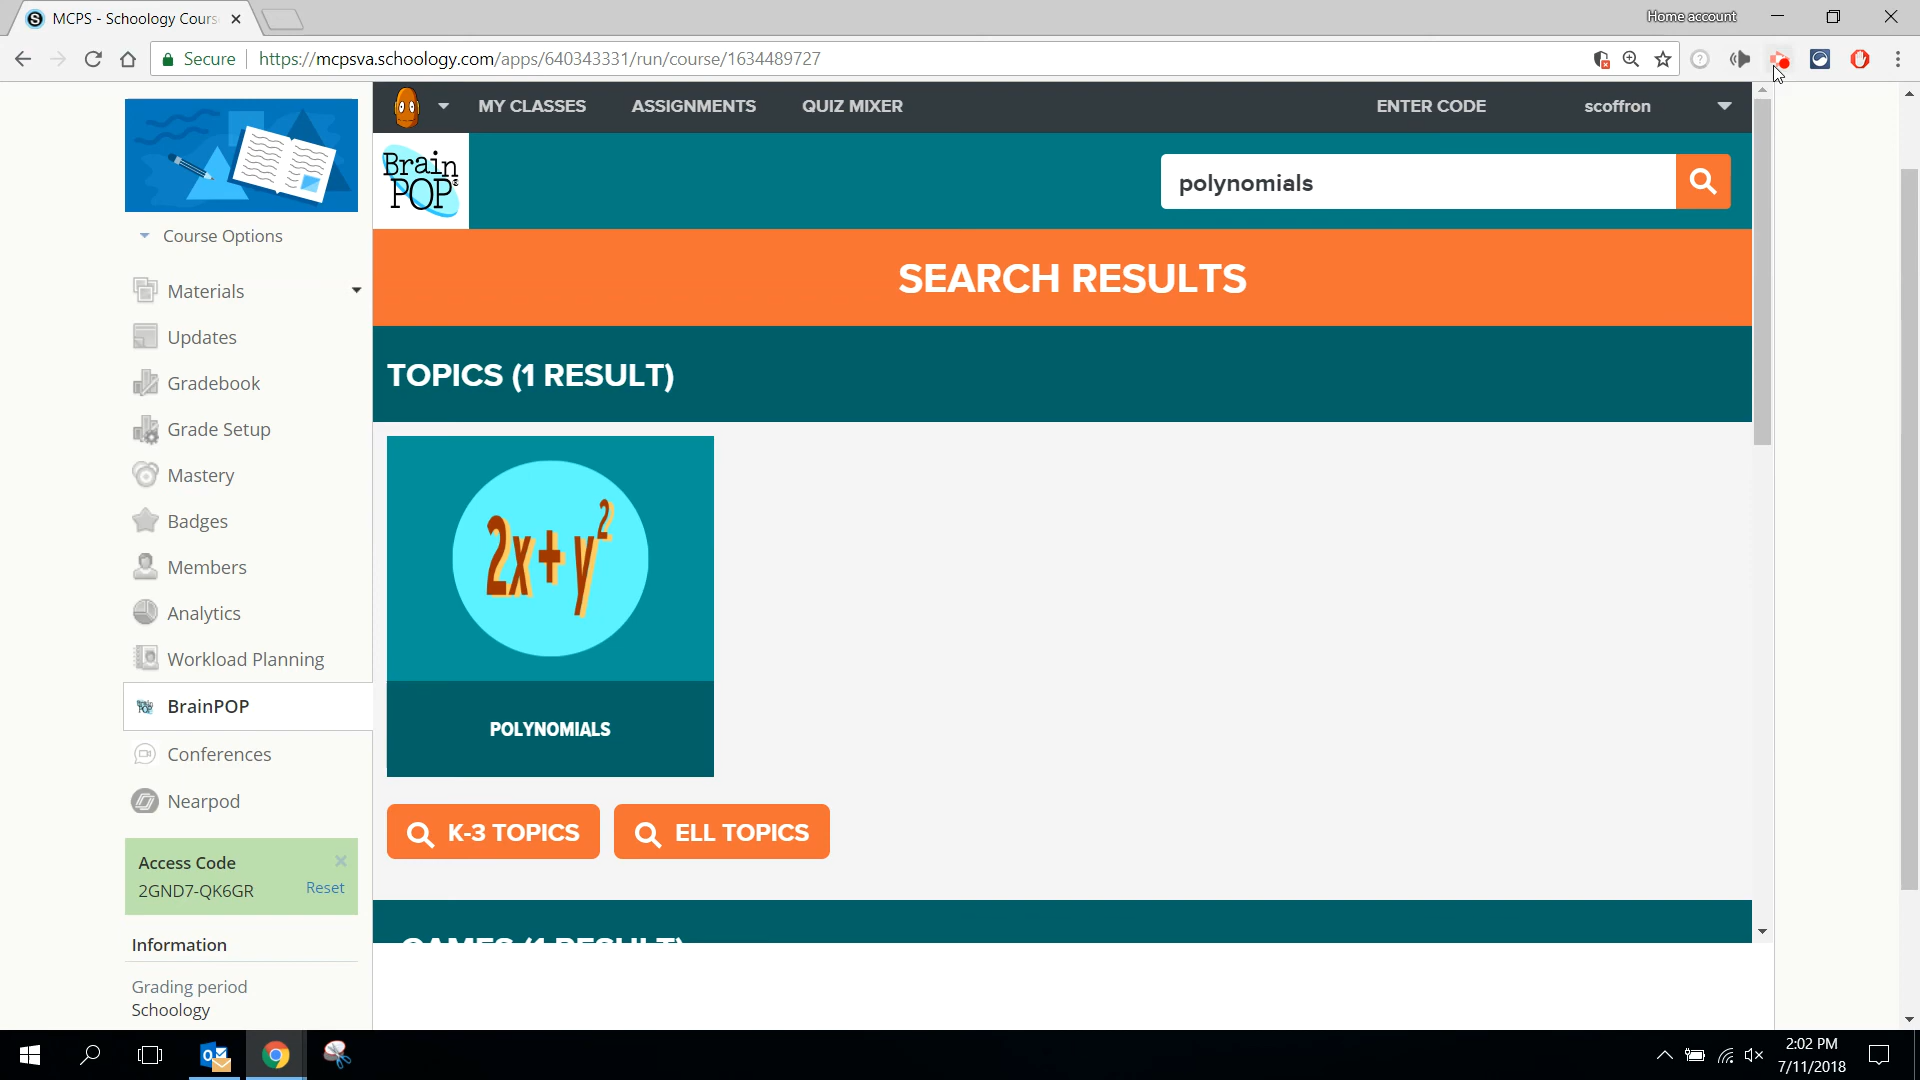 MCPS - Schoology Cours
Home account
Secure
https://mcpsva.schoology.com/apps/640343331/run/course/1634489727
MY CLASSES
ASSIGNMENTS
QUIZ MIXER
ENTER CODE
scoffron
Brain
POP
polynomials
SEARCH RESULTS
TOPICS (1 RESULT)
2x+y²
POLYNOMIALS
K-3 TOPICS
ELL TOPICS
GAMES (1 RESULT)
Course Options
Materials
Updates
Gradebook
Grade Setup
Mastery
Badges
Members
Analytics
Workload Planning
BrainPOP
Conferences
Nearpod
Access Code
2GND7-QK6GR
Reset
Information
Grading period
Schoology
2:02 PM
7/11/2018